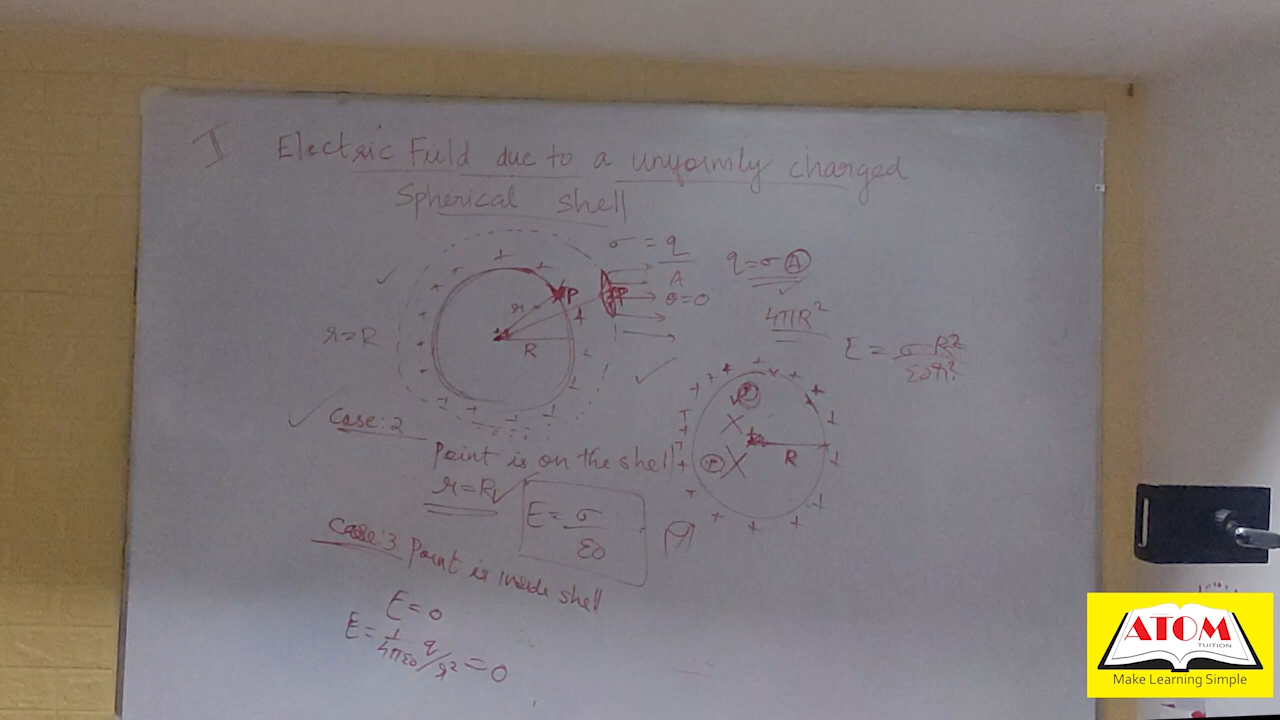 I Electric Field due to a uniformly charged
Spherical shell
σ = q/A
q = σ A
θ = 0
4πR²
P
P
r
R
r = R
E = σR²/ε₀r²
Case: 2
Point is on the shell
r = R
E = σ/ε₀
R
Case: 3 Point is inside shell
E = 0
E = 1/4πε₀ q/r² = 0
ATOM
TUITION
Make Learning Simple